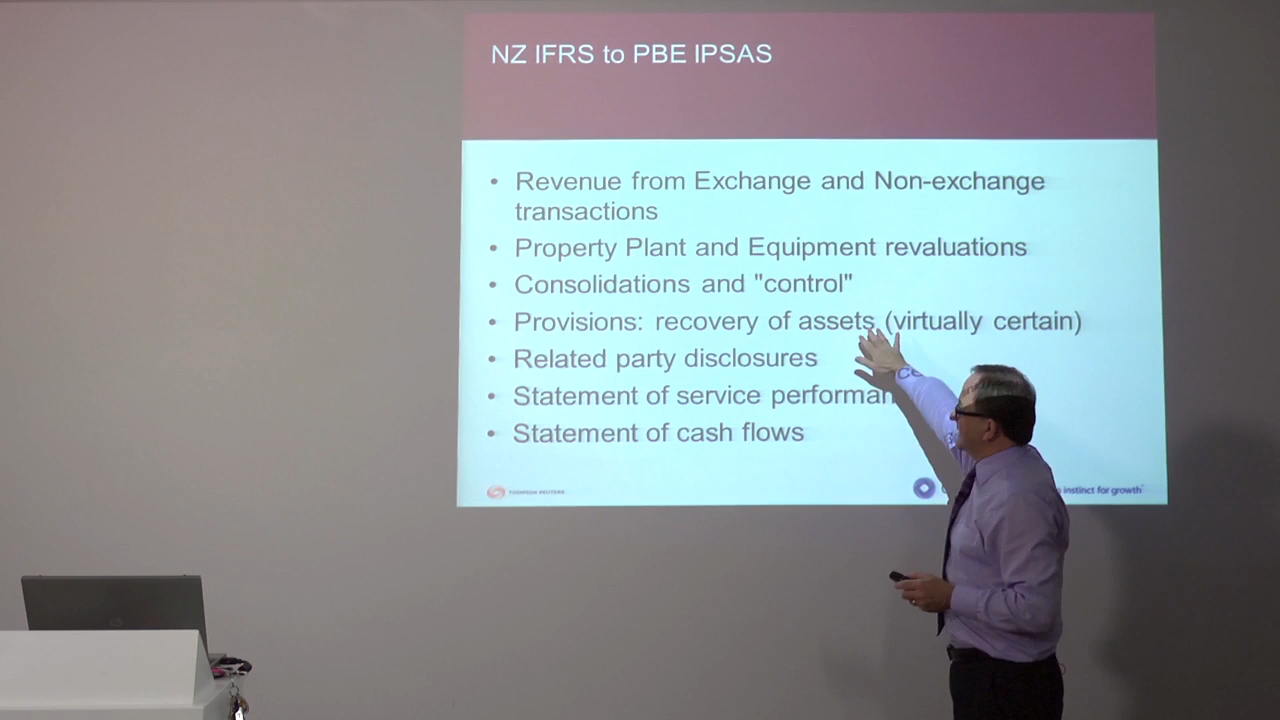 NZ IFRS to PBE IPSAS
• Revenue from Exchange and Non-exchange
transactions
• Property Plant and Equipment revaluations
• Consolidations and "control"
• Provisions: recovery of assets (virtually certain)
• Related party disclosures
• Statement of service performan
• Statement of cash flows
THOMSON REUTERS
instinct for growth